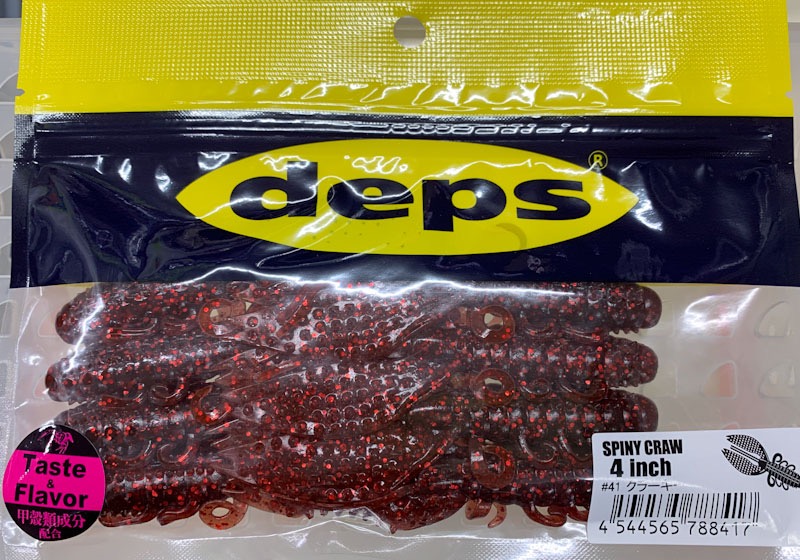 deps®
Taste
&
Flavor
甲殻類成分
配合
SPINY CRAW
4 inch
#41 クラーキー
4 544565 788417